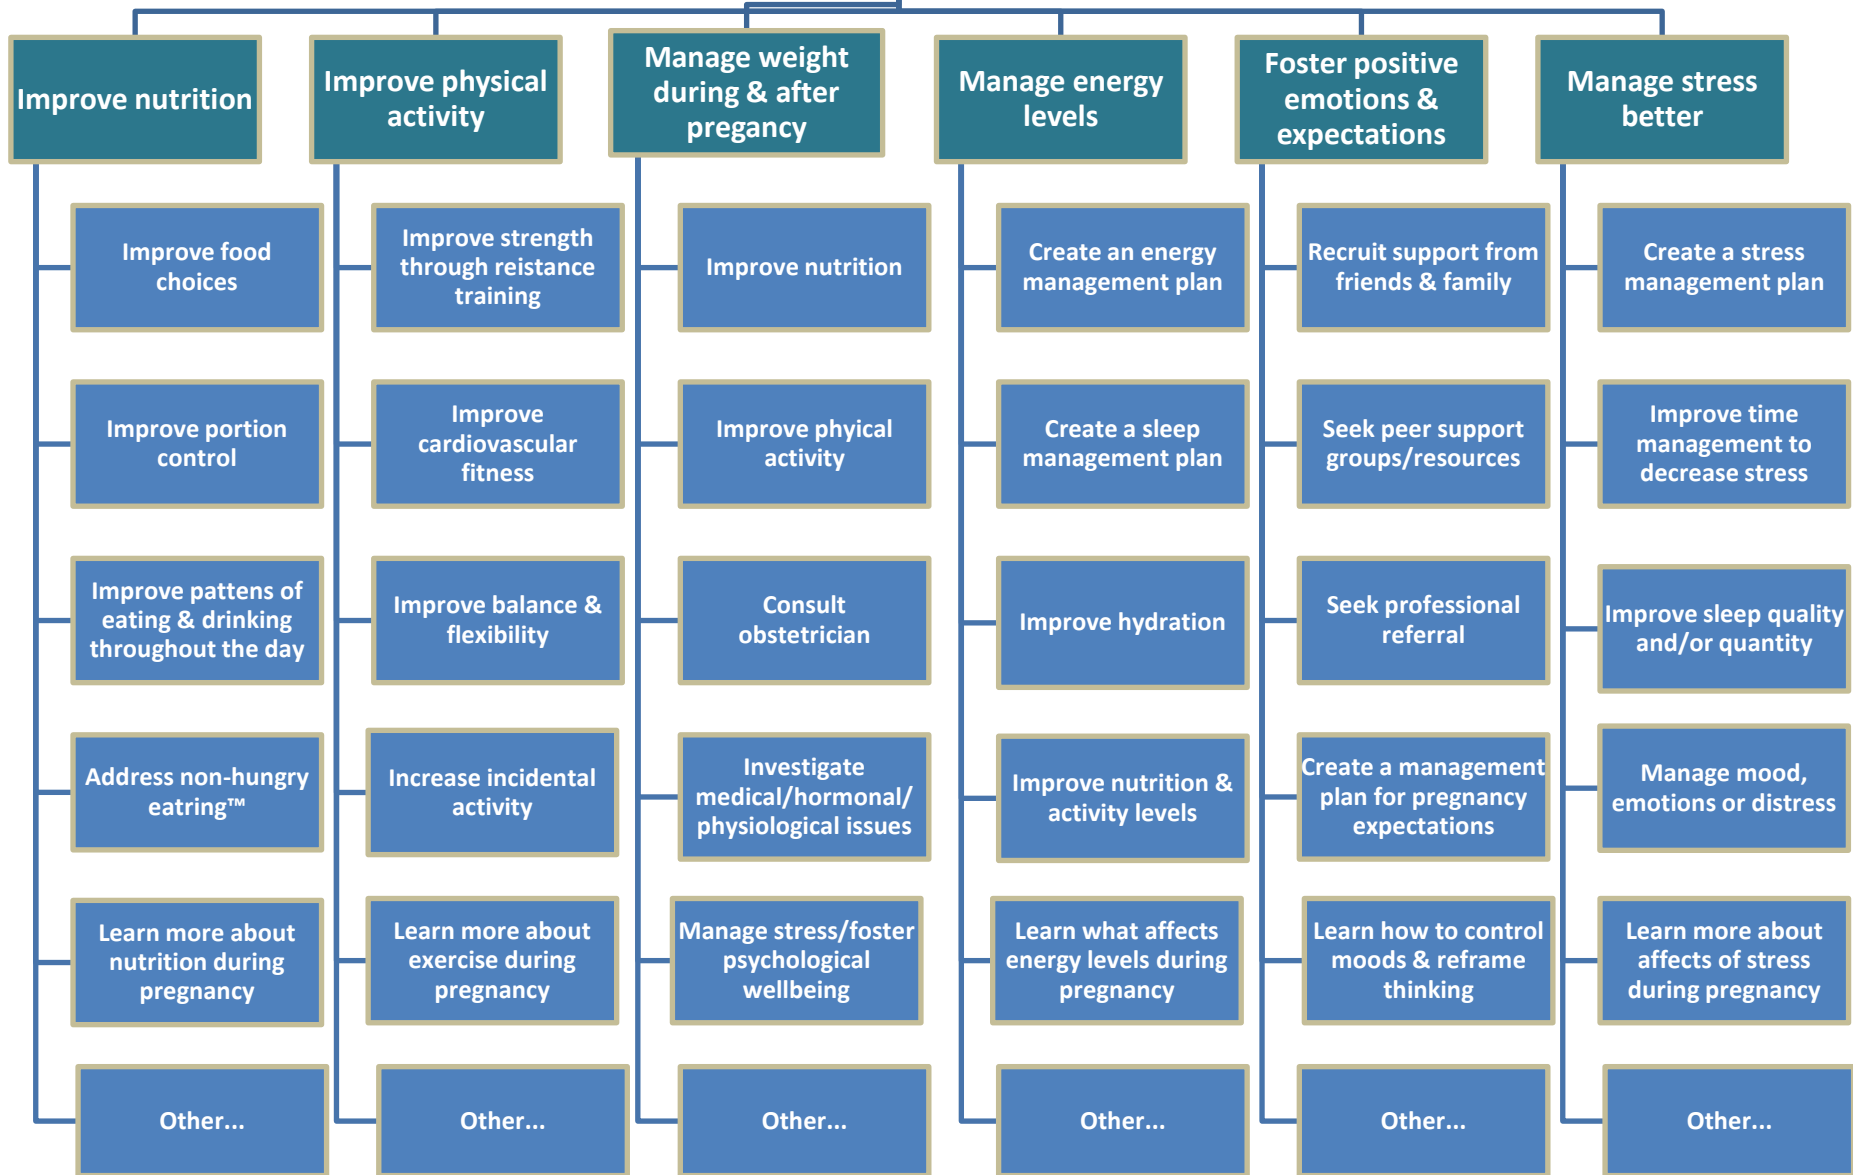 Improve nutrition
Improve food
choices
Improve portion
control
Improve pattens of
eating & drinking
throughout the day
Address non-hungry
eatring™
Learn more about
nutrition during
pregnancy
Other...
Improve physical
activity
Improve strength
through reistance
training
Improve
cardiovascular
fitness
Improve balance &
flexibility
Increase incidental
activity
Learn more about
exercise during
pregnancy
Other...
Manage weight
during & after
pregancy
Improve nutrition
Improve phyical
activity
Consult
obstetrician
Investigate
medical/hormonal/
physiological issues
Manage stress/foster
psychological
wellbeing
Other...
Manage energy
levels
Create an energy
management plan
Create a sleep
management plan
Improve hydration
Improve nutrition &
activity levels
Learn what affects
energy levels during
pregnancy
Other...
Foster positive
emotions &
expectations
Recruit support from
friends & family
Seek peer support
groups/resources
Seek professional
referral
Create a management
plan for pregnancy
expectations
Learn how to control
moods & reframe
thinking
Other...
Manage stress
better
Create a stress
management plan
Improve time
management to
decrease stress
Improve sleep quality
and/or quantity
Manage mood,
emotions or distress
Learn more about
affects of stress
during pregnancy
Other...